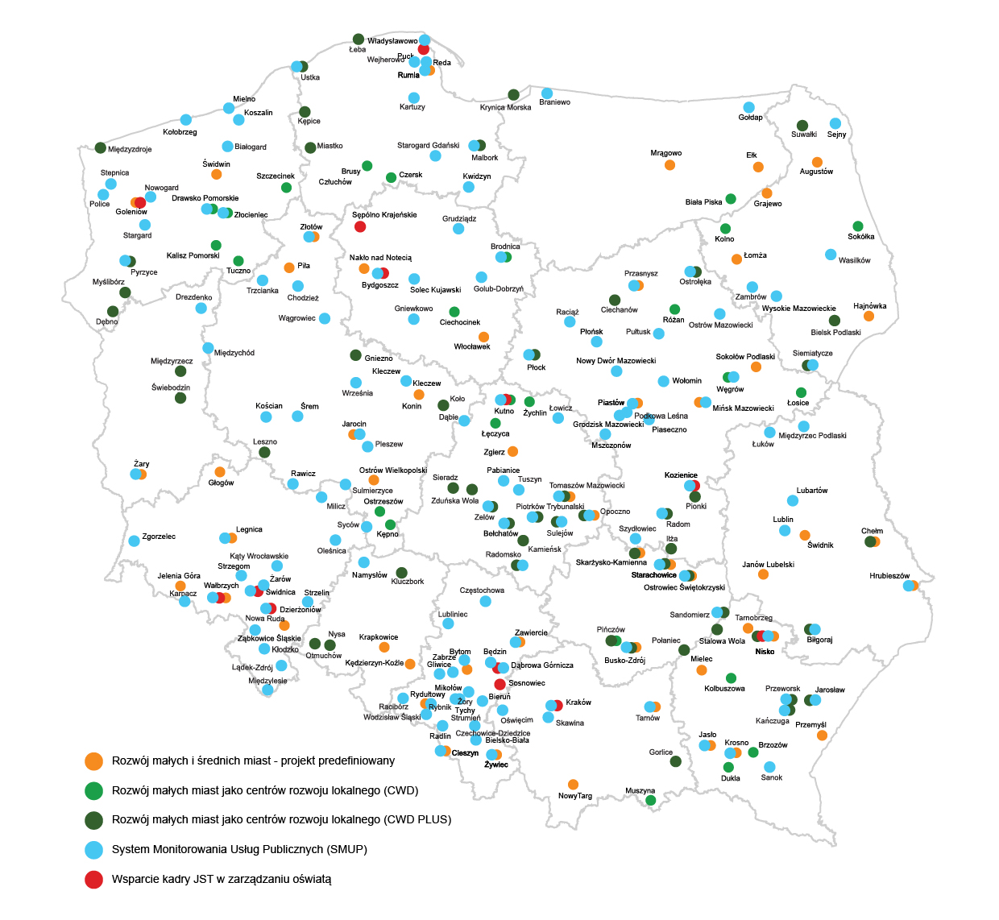 Władysławowo
Łeba
Puck
Wejherowo
Reda
Rumia
Ustka
Mielno
Kartuzy
Krynica Morska
Braniewo
Koszalin
Kołobrzeg
Kępice
Gołdap
Suwałki
Sejny
Międzyzdroje
Białogard
Miastko
Starogard Gdański
Malbork
Mrągowo
Ełk
Augustów
Świdwin
Stepnica
Szczecinek
Brusy
Czersk
Człuchów
Kwidzyn
Nowogard
Police
Goleniów
Drawsko Pomorskie
Złocieniec
Biała Piska
Grajewo
Stargard
Złotów
Sępólno Krajeńskie
Grudziądz
Kolno
Sokółka
Kalisz Pomorski
Tuczno
Brodnica
Łomża
Wasilków
Pyrzyce
Piła
Nakło nad Notecią
Bydgoszcz
Solec Kujawski
Golub-Dobrzyń
Przasnysz
Ostrołęka
Myślibórz
Trzcianka
Chodzież
Drezdenko
Zambrów
Wysokie Mazowieckie
Hajnówka
Dębno
Wągrowiec
Gniewkowo
Ciechocinek
Ciechanów
Raciąż
Różan
Ostrów Mazowiecki
Bielsk Podlaski
Płońsk
Pułtusk
Włocławek
Międzychód
Gniezno
Międzyrzecz
Płock
Nowy Dwór Mazowiecki
Sokołów Podlaski
Siemiatycze
Kleczew
Kleczew
Świebodzin
Września
Konin
Koło
Wołomin
Węgrów
Kościan
Śrem
Dąbie
Kutno
Żychlin
Łowicz
Piastów
Podkowa Leśna
Mińsk Mazowiecki
Łosice
Jarocin
Łęczyca
Grodzisk Mazowiecki
Piaseczno
Mszczonów
Łuków
Międzyrzec Podlaski
Leszno
Pleszew
Zgierz
Żary
Głogów
Rawicz
Ostrów Wielkopolski
Pabianice
Kozienice
Sulmierzyce
Sieradz
Zduńska Wola
Tuszyn
Tomaszów Mazowiecki
Pionki
Lubartów
Milicz
Ostrzeszów
Zelów
Piotrków Trybunalski
Opoczno
Radom
Syców
Kępno
Bełchatów
Sulejów
Szydłowiec
Lublin
Zgorzelec
Legnica
Oleśnica
Kamieńsk
Iłża
Świdnik
Chełm
Kąty Wrocławskie
Strzegom
Namysłów
Kluczbork
Radomsko
Skarżysko-Kamienna
Starachowice
Janów Lubelski
Hrubieszów
Jelenia Góra
Karpacz
Wałbrzych
Żarów
Świdnica
Strzelin
Ostrowiec Świętokrzyski
Dzierżoniów
Częstochowa
Nowa Ruda
Lubliniec
Sandomierz
Tarnobrzeg
Ząbkowice Śląskie
Kłodzko
Nysa
Otmuchów
Krapkowice
Zawiercie
Pińczów
Połaniec
Stalowa Wola
Nisko
Biłgoraj
Lądek-Zdrój
Kędzierzyn-Koźle
Bytom
Zabrze
Gliwice
Będzin
Dąbrowa Górnicza
Busko-Zdrój
Mielec
Międzylesie
Mikołów
Sosnowiec
Kolbuszowa
Przeworsk
Jarosław
Rydułtowy
Racibórz
Rybnik
Żory
Tychy
Bieruń
Kraków
Wodzisław Śląski
Strumień
Oświęcim
Skawina
Tarnów
Kańczuga
Przemyśl
Radlin
Czechowice-Dziedzice
Bielsko-Biała
Cieszyn
Żywiec
Gorlice
Jasło
Krosno
Brzozów
Dukla
Sanok
NowyTarg
Muszyna
Rozwój małych i średnich miast - projekt predefiniowany
Rozwój małych miast jako centrów rozwoju lokalnego (CWD)
Rozwój małych miast jako centrów rozwoju lokalnego (CWD PLUS)
System Monitorowania Usług Publicznych (SMUP)
Wsparcie kadry JST w zarządzaniu oświatą